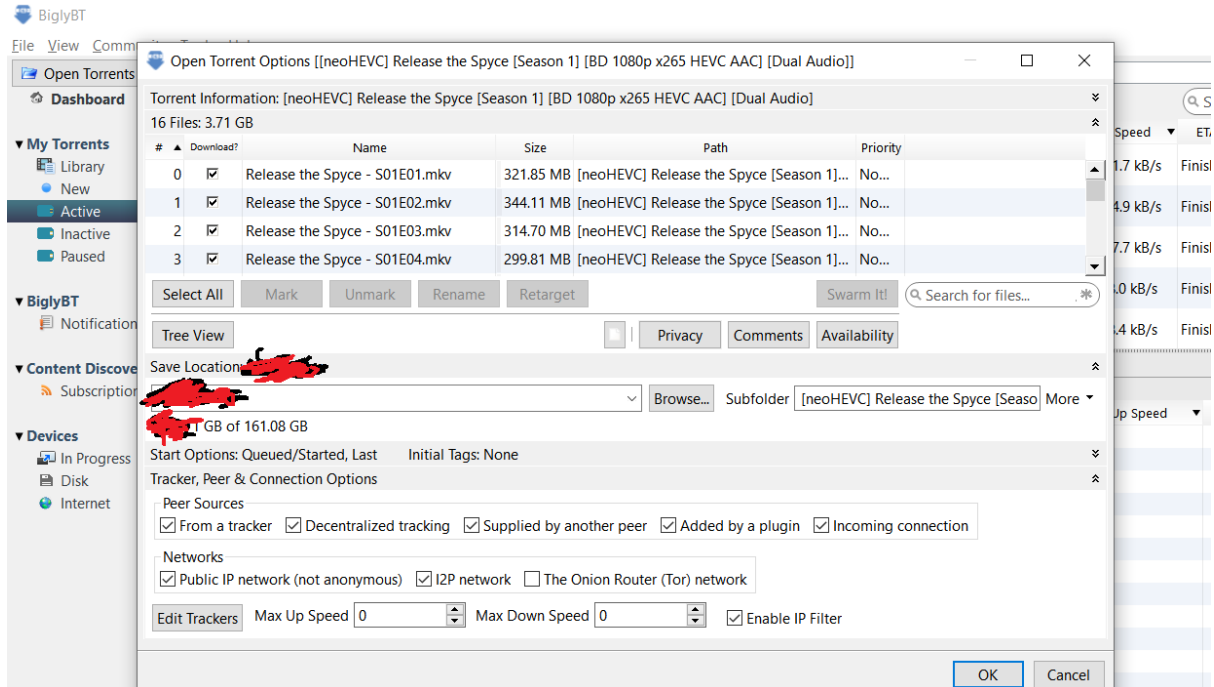 BiglyBT
File View Comm
Open Torrents
Open Torrent Options [[neoHEVC] Release the Spyce [Season 1] [BD 1080p x265 HEVC AAC] [Dual Audio]]
Dashboard
Torrent Information: [neoHEVC] Release the Spyce [Season 1] [BD 1080p x265 HEVC AAC] [Dual Audio]
16 Files: 3.71 GB
# Download? Name Size Path Priority
Speed ETA
My Torrents
Library
New
Active
Inactive
Paused
0 Release the Spyce - S01E01.mkv 321.85 MB [neoHEVC] Release the Spyce [Season 1]... No...
1.7 kB/s Finish
1 Release the Spyce - S01E02.mkv 344.11 MB [neoHEVC] Release the Spyce [Season 1]... No...
4.9 kB/s Finish
2 Release the Spyce - S01E03.mkv 314.70 MB [neoHEVC] Release the Spyce [Season 1]... No...
7.7 kB/s Finish
3 Release the Spyce - S01E04.mkv 299.81 MB [neoHEVC] Release the Spyce [Season 1]... No...
Select All Mark Unmark Rename Retarget Swarm It! Search for files...
.0 kB/s Finish
BiglyBT
Notification
Tree View Privacy Comments Availability
.4 kB/s Finish
Content Discove
Subscription
Save Location:
Browse... Subfolder [neoHEVC] Release the Spyce [Seaso More
Up Speed
GB of 161.08 GB
Devices
In Progress
Disk
Internet
Start Options: Queued/Started, Last Initial Tags: None
Tracker, Peer & Connection Options
Peer Sources
From a tracker Decentralized tracking Supplied by another peer Added by a plugin Incoming connection
Networks
Public IP network (not anonymous) I2P network The Onion Router (Tor) network
Edit Trackers Max Up Speed 0 Max Down Speed 0 Enable IP Filter
OK Cancel